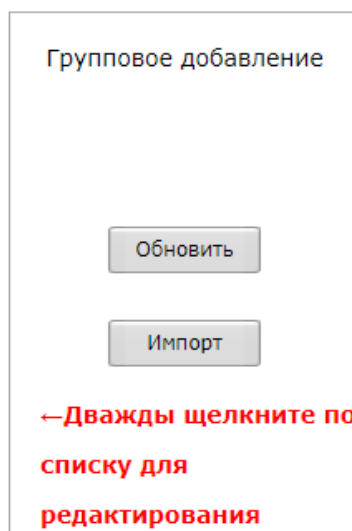 Групповое добавление
Обновить
Импорт
←Дважды щелкните по
списку для
редактирования